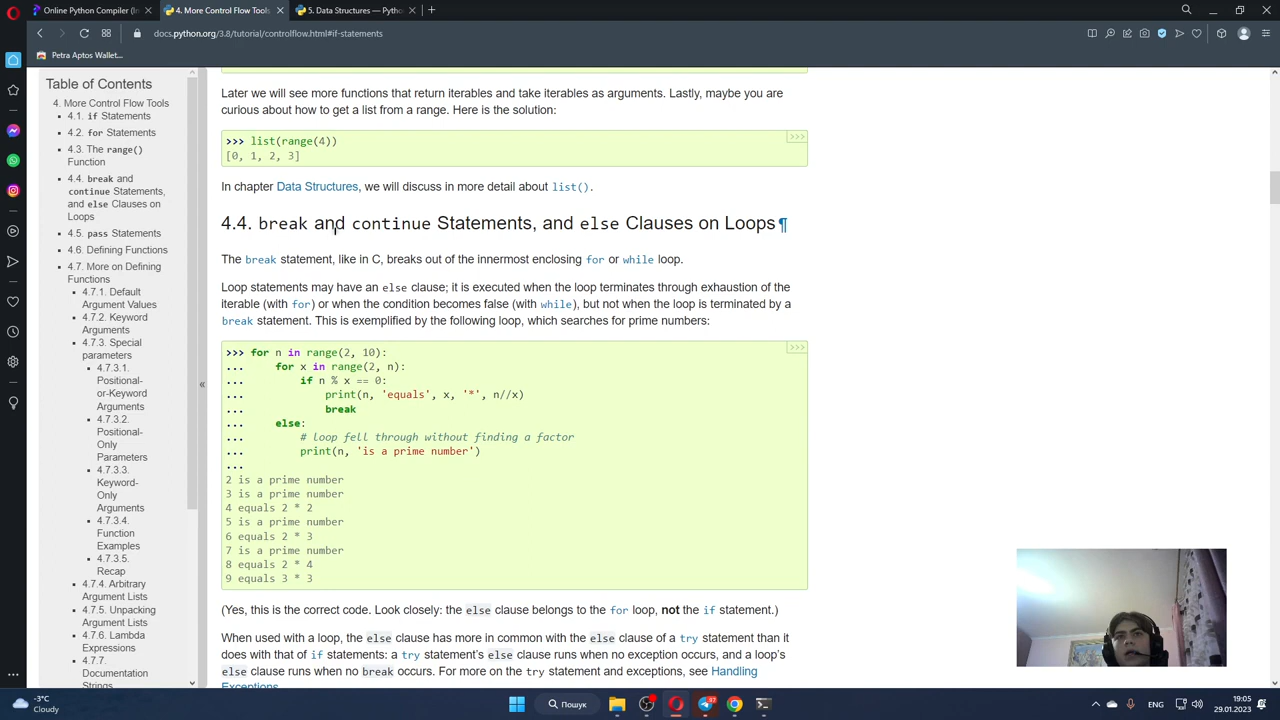 Online Python Compiler (In
4. More Control Flow Tools
5. Data Structures — Pytho
docs.python.org/3.8/tutorial/controlflow.html#if-statements
Petra Aptos Wallet...
Table of Contents
4. More Control Flow Tools
4.1. if Statements
4.2. for Statements
4.3. The range()
Function
4.4. break and
continue Statements,
and else Clauses on
Loops
4.5. pass Statements
4.6. Defining Functions
4.7. More on Defining
Functions
4.7.1. Default
Argument Values
4.7.2. Keyword
Arguments
4.7.3. Special
parameters
4.7.3.1.
Positional-
or-Keyword
Arguments
4.7.3.2.
Positional-
Only
Parameters
4.7.3.3.
Keyword-
Only
Arguments
4.7.3.4.
Function
Examples
4.7.3.5.
Recap
4.7.4. Arbitrary
Argument Lists
4.7.5. Unpacking
Argument Lists
4.7.6. Lambda
Expressions
4.7.7.
Documentation
Strings
«
Later we will see more functions that return iterables and take iterables as arguments. Lastly, maybe you are
curious about how to get a list from a range. Here is the solution:
>>>
>>> list(range(4))
[0, 1, 2, 3]
In chapter Data Structures, we will discuss in more detail about list().
4.4. break and continue Statements, and else Clauses on Loops¶
The break statement, like in C, breaks out of the innermost enclosing for or while loop.
Loop statements may have an else clause; it is executed when the loop terminates through exhaustion of the
iterable (with for) or when the condition becomes false (with while), but not when the loop is terminated by a
break statement. This is exemplified by the following loop, which searches for prime numbers:
>>>
>>> for n in range(2, 10):
...     for x in range(2, n):
...         if n % x == 0:
...             print(n, 'equals', x, '*', n//x)
...             break
...     else:
...         # loop fell through without finding a factor
...         print(n, 'is a prime number')
...
2 is a prime number
3 is a prime number
4 equals 2 * 2
5 is a prime number
6 equals 2 * 3
7 is a prime number
8 equals 2 * 4
9 equals 3 * 3
(Yes, this is the correct code. Look closely: the else clause belongs to the for loop, not the if statement.)
When used with a loop, the else clause has more in common with the else clause of a try statement than it
does with that of if statements: a try statement's else clause runs when no exception occurs, and a loop's
else clause runs when no break occurs. For more on the try statement and exceptions, see Handling
Exceptions.
-3°C
Cloudy
Пошук
ENG
19:05
29.01.2023